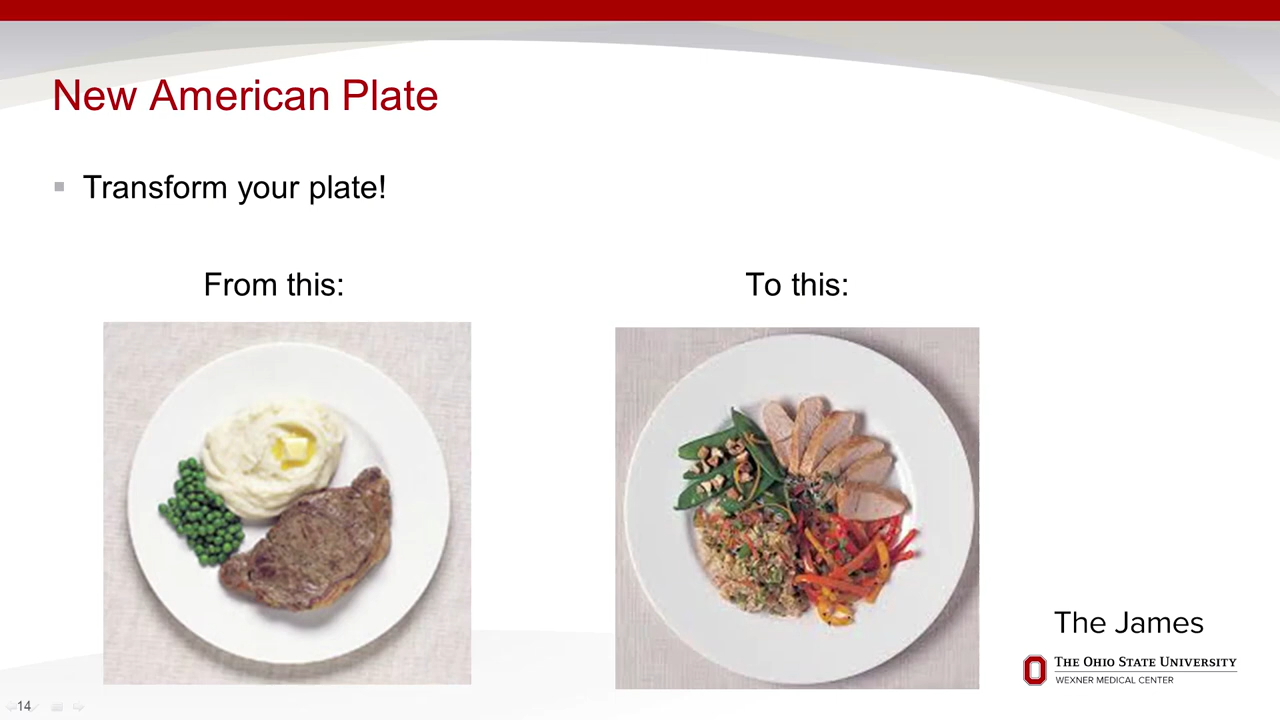 New American Plate
Transform your plate!
From this:
To this:
The James
THE OHIO STATE UNIVERSITY
WEXNER MEDICAL CENTER
14